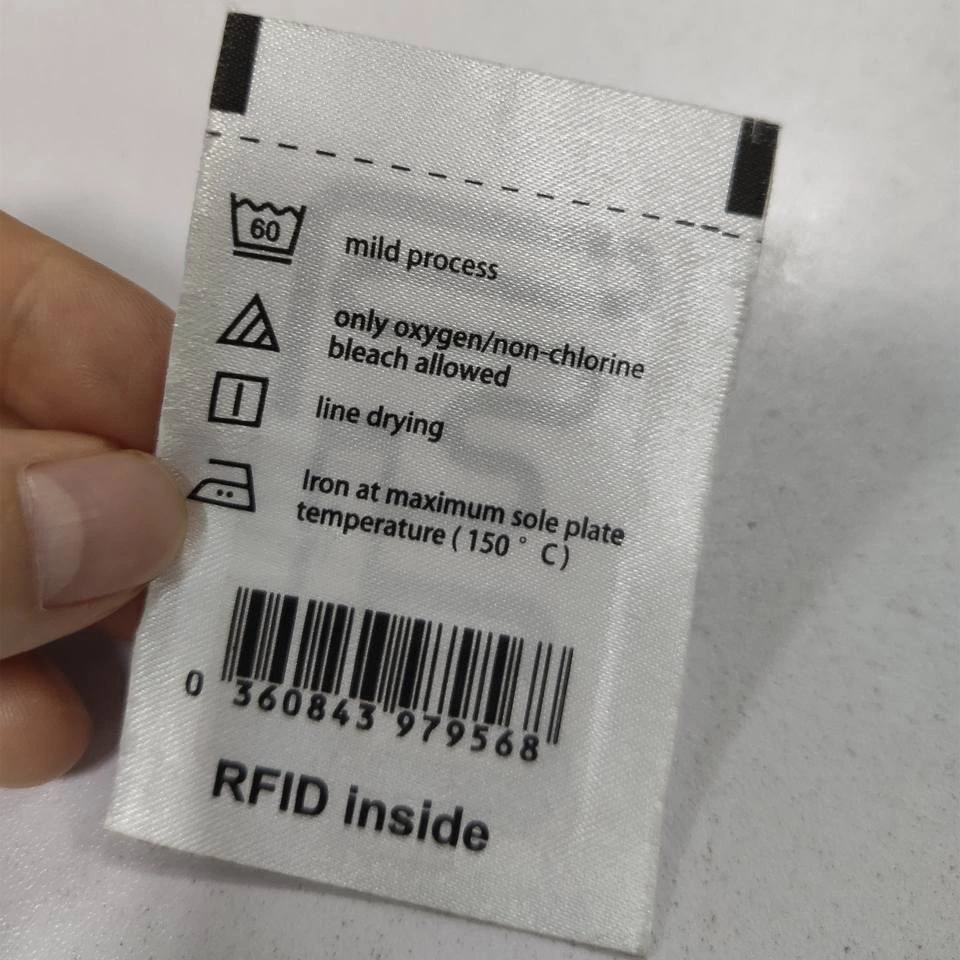 60
mild process
only oxygen/non-chlorine
bleach allowed
line drying
Iron at maximum sole plate
temperature ( 150 ° C )
0 360843 979568
RFID inside